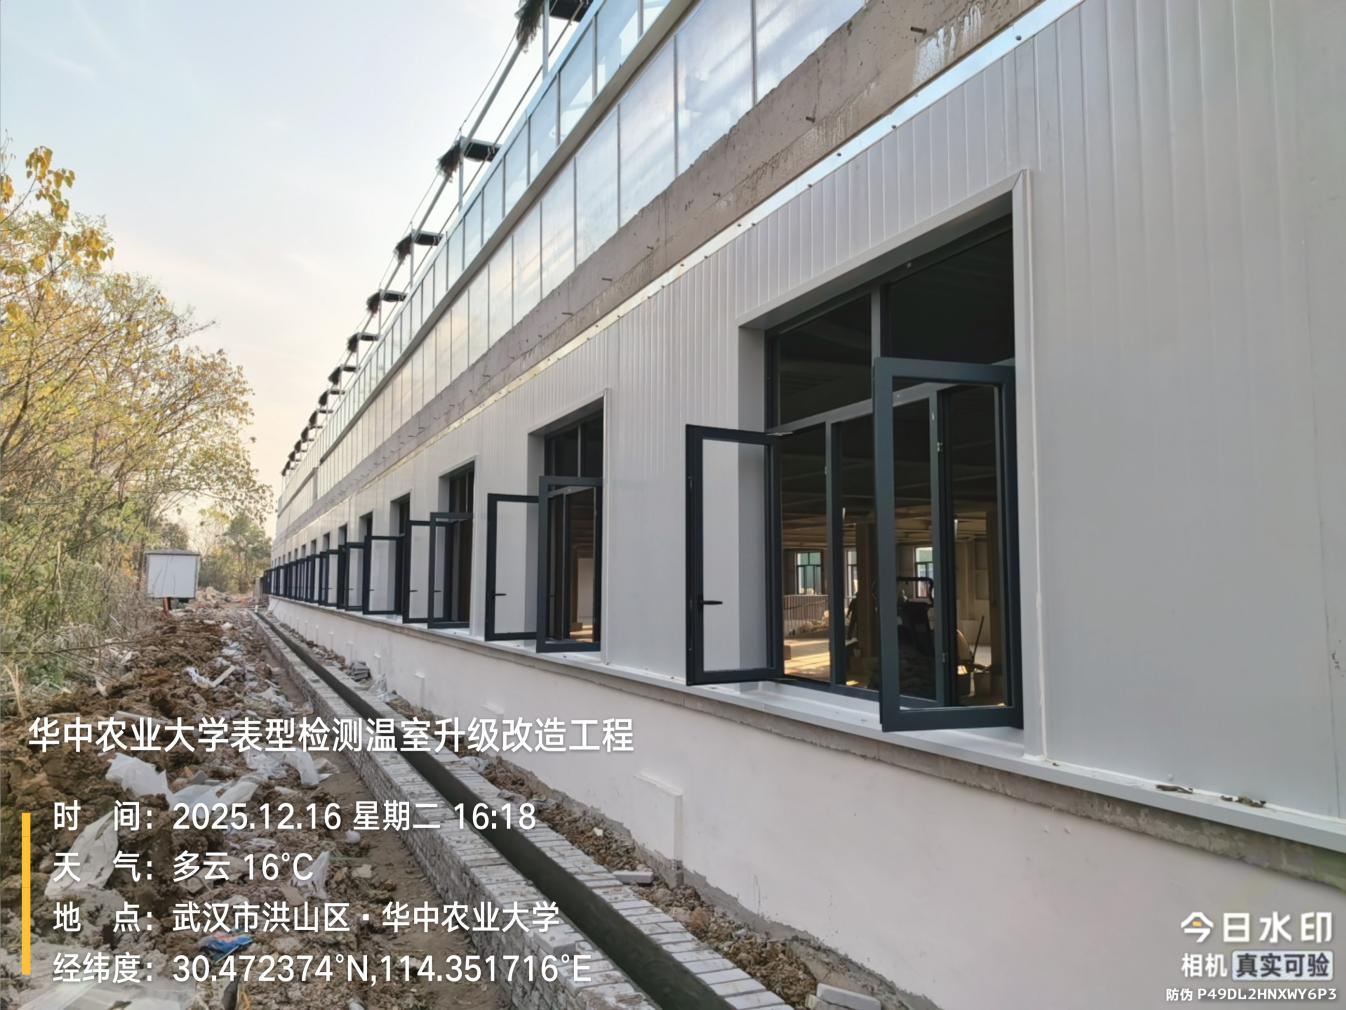 华中农业大学表型检测温室升级改造工程
时 间：2025.12.16 星期二 16:18
天 气：多云 16°C
地 点：武汉市洪山区·华中农业大学
经纬度：30.472374°N,114.351716°E
今日水印
相机 真实可验
防伪 P49DL2HNXWY6P3